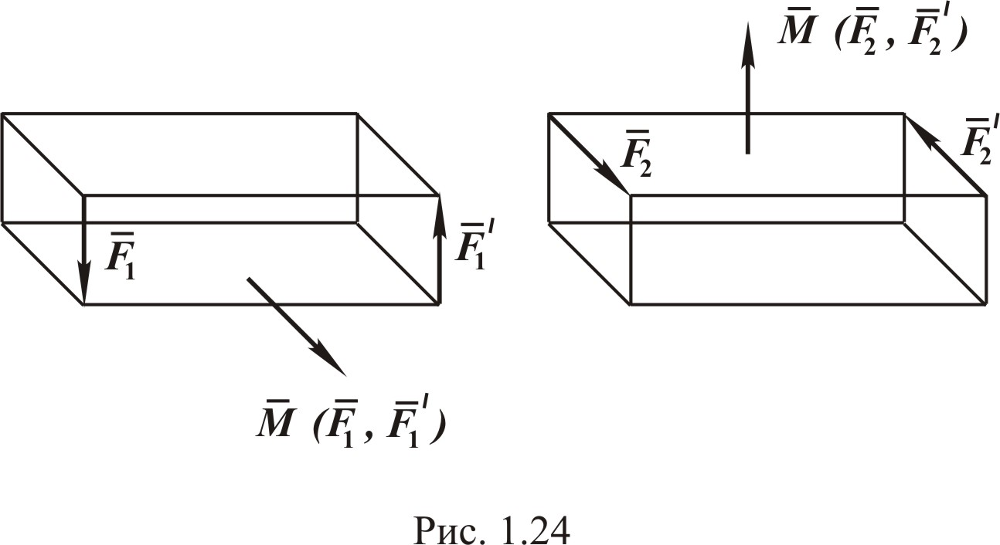 M̄ (F̄₂, F̄₂′)
F̄₂
F̄₂′
F̄₁
F̄₁′
M̄ (F̄₁, F̄₁′)
Рис. 1.24